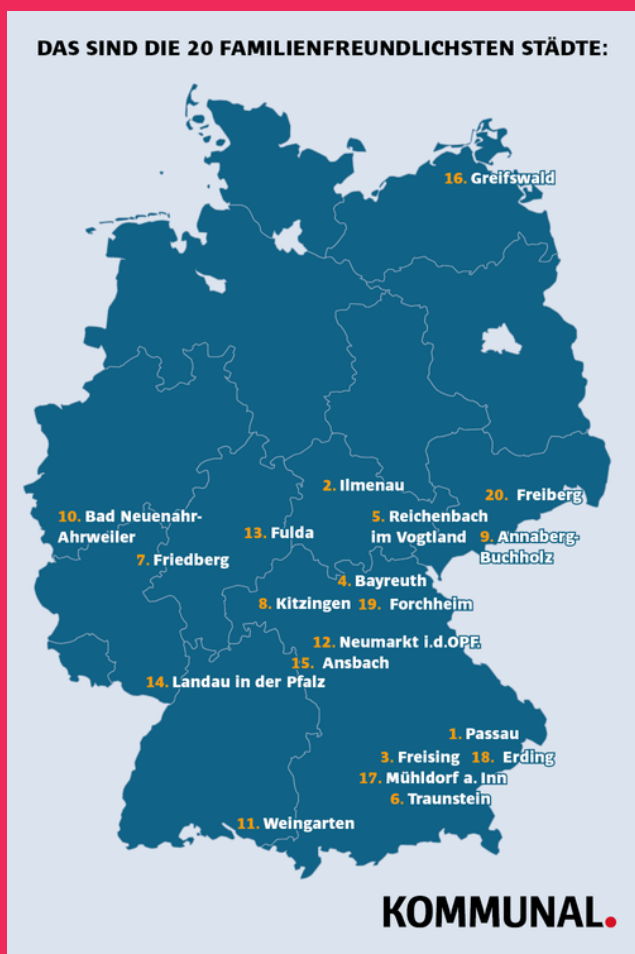 DAS SIND DIE 20 FAMILIENFREUNDLICHSTEN STÄDTE:
16. Greifswald
2. Ilmenau
20. Freiberg
10. Bad Neuenahr-
Ahrweiler
5. Reichenbach
im Vogtland
13. Fulda
9. Annaberg-
Buchholz
7. Friedberg
4. Bayreuth
8. Kitzingen
19. Forchheim
12. Neumarkt i.d.OPF.
15. Ansbach
14. Landau in der Pfalz
1. Passau
3. Freising
18. Erding
17. Mühldorf a. Inn
6. Traunstein
11. Weingarten
KOMMUNAL.